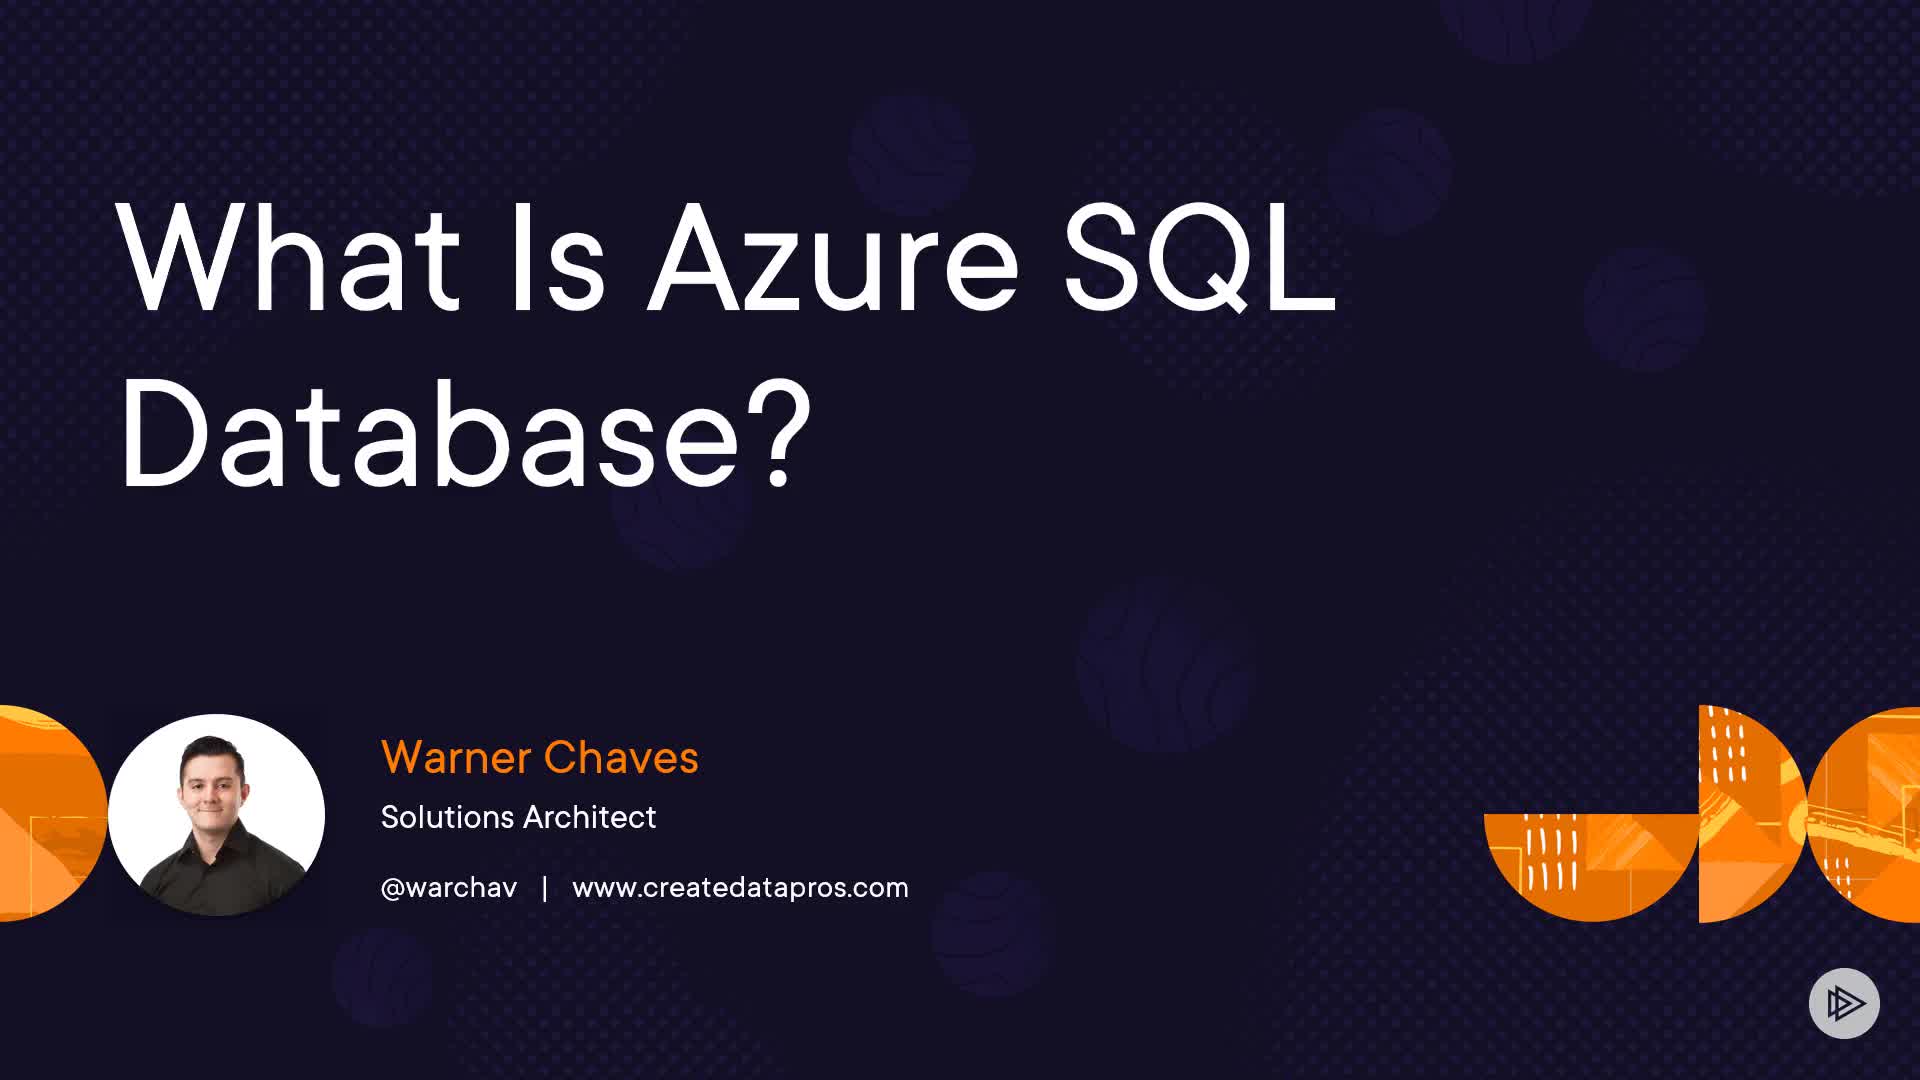 What Is Azure SQL
Database?
Warner Chaves
Solutions Architect
@warchav | www.createdatapros.com